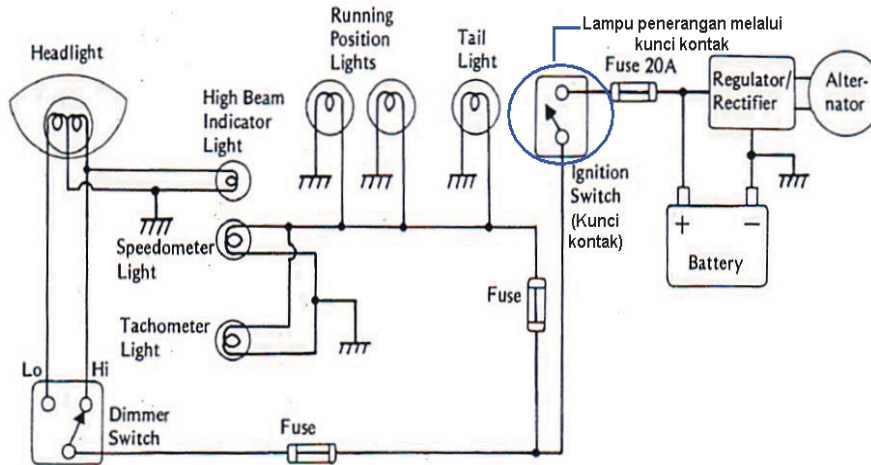 Lampu penerangan melalui
kunci kontak
Running
Position
Lights
Tail
Light
Headlight
High Beam
Indicator
Light
Fuse 20A
Regulator/
Rectifier
Alter-
nator
Ignition
Switch
(Kunci
kontak)
+
−
Battery
Speedometer
Light
Fuse
Tachometer
Light
Lo
Hi
Dimmer
Switch
Fuse